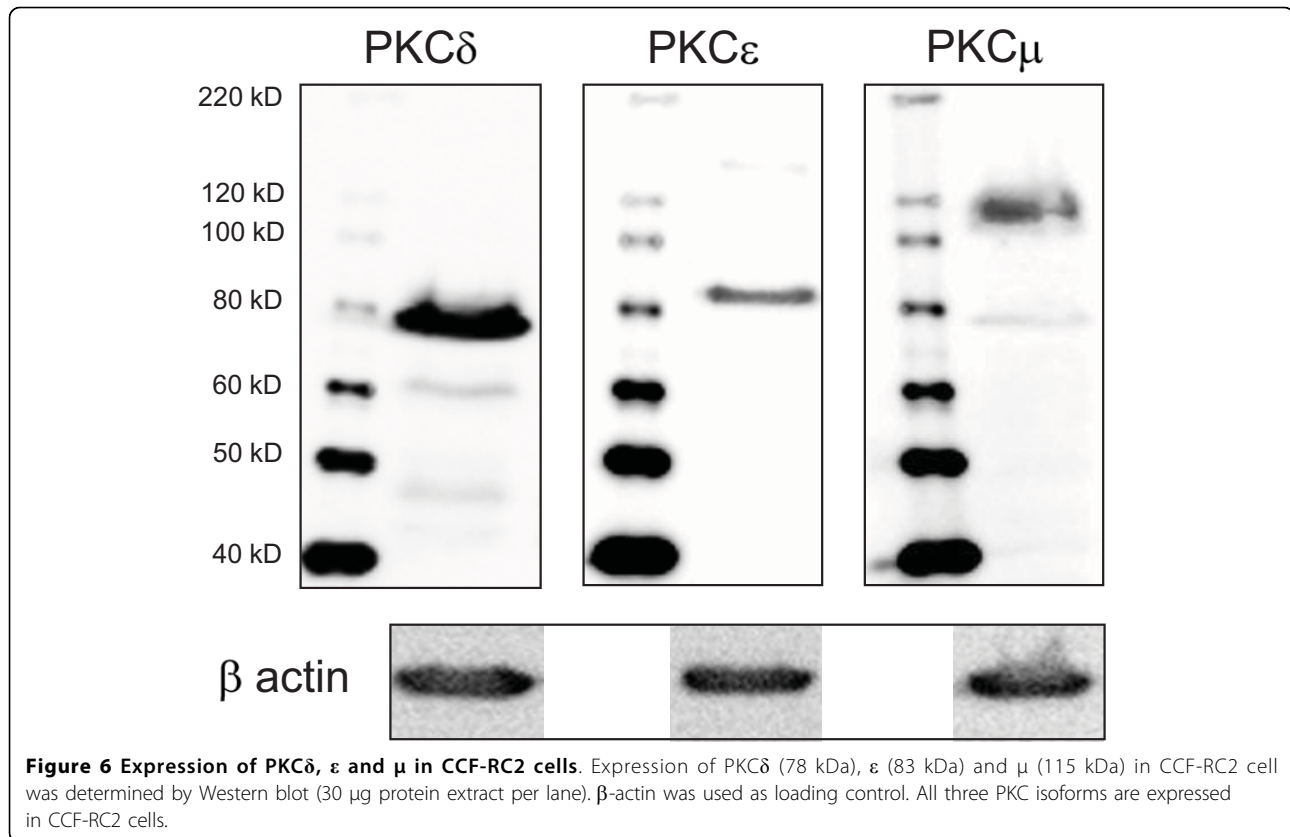 PKCδ PKCε PKCμ
220 kD
120 kD
100 kD
80 kD
60 kD
50 kD
40 kD
β actin
Figure 6 Expression of PKCδ, ε and μ in CCF-RC2 cells. Expression of PKCδ (78 kDa), ε (83 kDa) and μ (115 kDa) in CCF-RC2 cell
was determined by Western blot (30 μg protein extract per lane). β-actin was used as loading control. All three PKC isoforms are expressed
in CCF-RC2 cells.